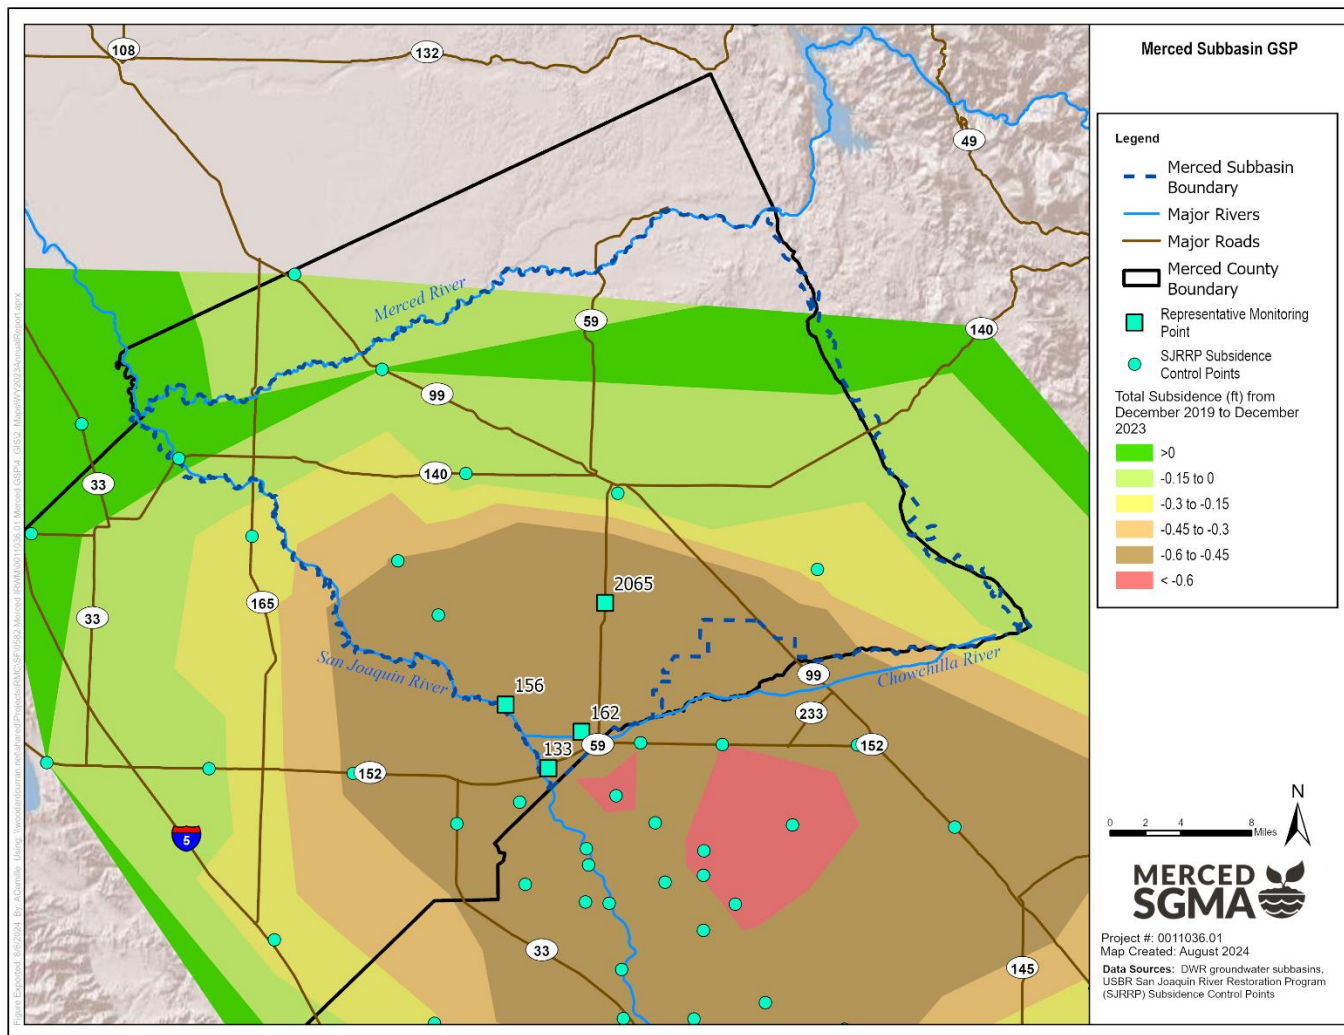 Merced Subbasin GSP
Legend
Merced Subbasin
Boundary
Major Rivers
Major Roads
Merced County
Boundary
Representative Monitoring
Point
SJRRP Subsidence
Control Points
Total Subsidence (ft) from
December 2019 to December
2023
>0
-0.15 to 0
-0.3 to -0.15
-0.45 to -0.3
-0.6 to -0.45
< -0.6
108
132
49
Merced River
59
140
99
33
140
165
33
2065
San Joaquin River
156
162
133
59
Chowchilla River
99
233
152
152
5
33
145
N
0 2 4 8
Miles
MERCED
SGMA
Project #: 0011036.01
Map Created: August 2024
Data Sources: DWR groundwater subbasins,
USBR San Joaquin River Restoration Program
(SJRRP) Subsidence Control Points